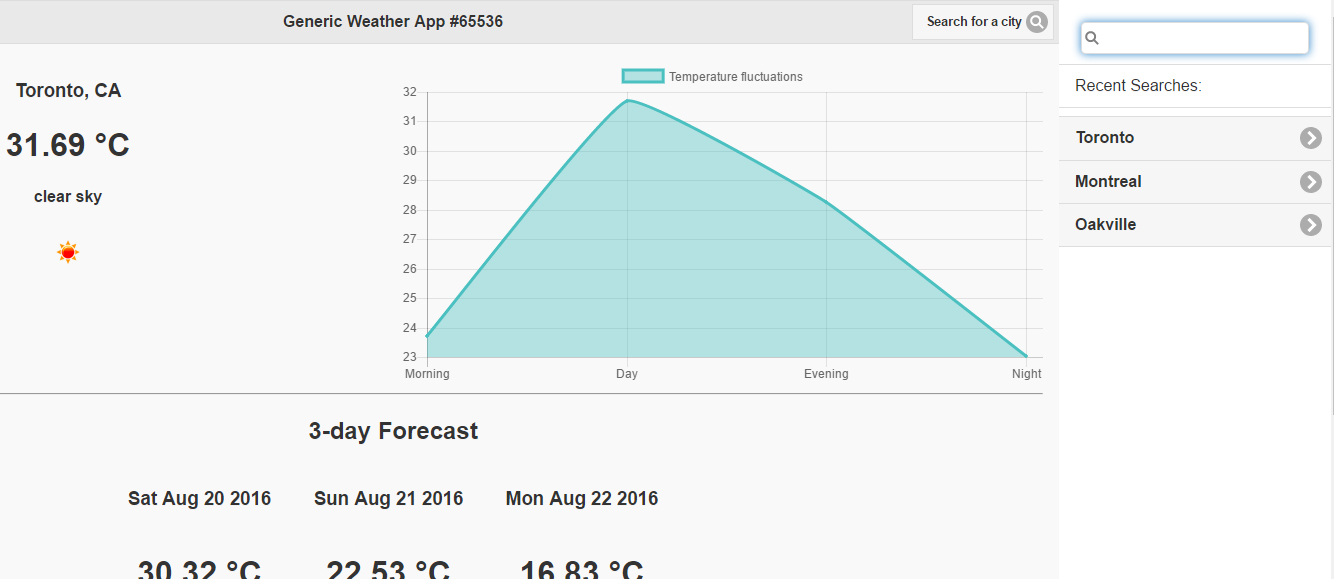 Generic Weather App #65536
Search for a city
Toronto, CA
31.69 °C
clear sky
Temperature fluctuations
32
31
30
29
28
27
26
25
24
23
Morning Day Evening Night
3-day Forecast
Sat Aug 20 2016 Sun Aug 21 2016 Mon Aug 22 2016
30.32 °C 22.53 °C 16.83 °C
Recent Searches:
Toronto
Montreal
Oakville